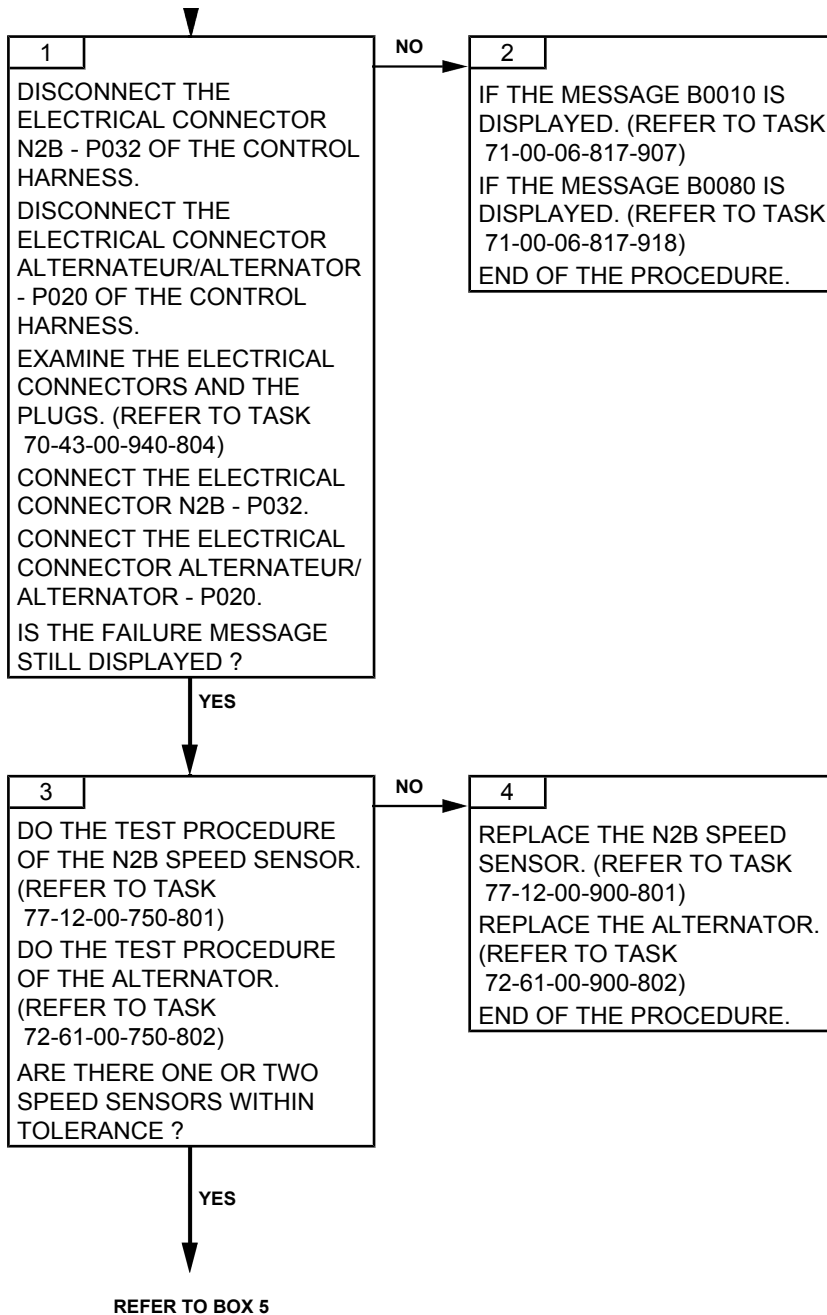 1
DISCONNECT THE
ELECTRICAL CONNECTOR
N2B - P032 OF THE CONTROL
HARNESS.
DISCONNECT THE
ELECTRICAL CONNECTOR
ALTERNATEUR/ALTERNATOR
- P020 OF THE CONTROL
HARNESS.
EXAMINE THE ELECTRICAL
CONNECTORS AND THE
PLUGS. (REFER TO TASK
70-43-00-940-804)
CONNECT THE ELECTRICAL
CONNECTOR N2B - P032.
CONNECT THE ELECTRICAL
CONNECTOR ALTERNATEUR/
ALTERNATOR - P020.
IS THE FAILURE MESSAGE
STILL DISPLAYED ?
NO
2
IF THE MESSAGE B0010 IS
DISPLAYED. (REFER TO TASK
71-00-06-817-907)
IF THE MESSAGE B0080 IS
DISPLAYED. (REFER TO TASK
71-00-06-817-918)
END OF THE PROCEDURE.
YES
3
DO THE TEST PROCEDURE
OF THE N2B SPEED SENSOR.
(REFER TO TASK
77-12-00-750-801)
DO THE TEST PROCEDURE
OF THE ALTERNATOR.
(REFER TO TASK
72-61-00-750-802)
ARE THERE ONE OR TWO
SPEED SENSORS WITHIN
TOLERANCE ?
NO
4
REPLACE THE N2B SPEED
SENSOR. (REFER TO TASK
77-12-00-900-801)
REPLACE THE ALTERNATOR.
(REFER TO TASK
72-61-00-900-802)
END OF THE PROCEDURE.
YES
REFER TO BOX 5